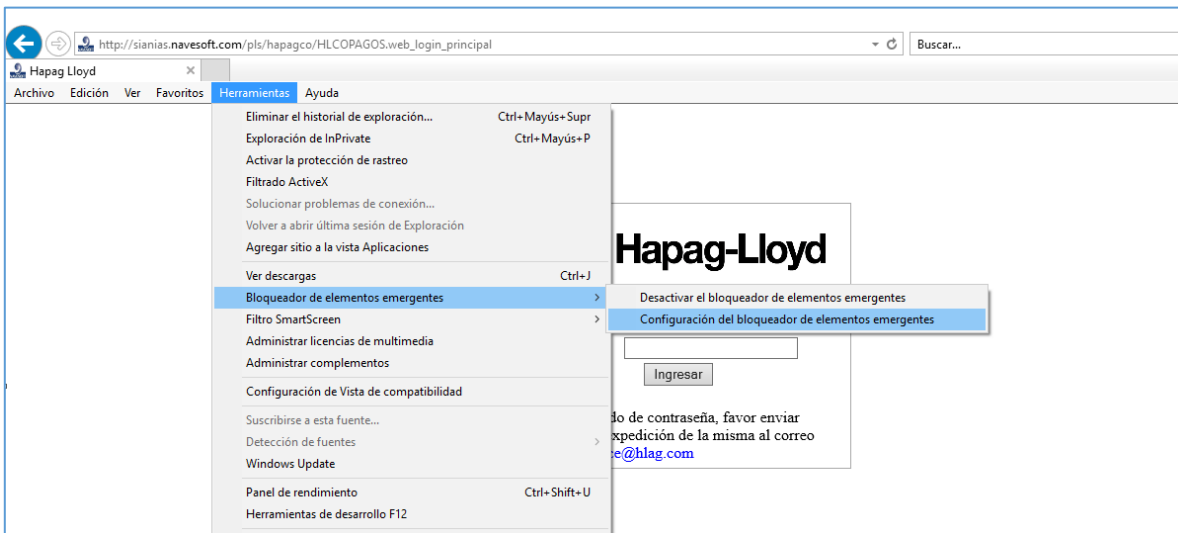 http://sianias.navesoft.com/pls/hapagco/HLCOPAGOS.web_login_principal
Buscar...
Hapag Lloyd
Archivo Edición Ver Favoritos Herramientas Ayuda
Eliminar el historial de exploración... Ctrl+Mayús+Supr
Exploración de InPrivate Ctrl+Mayús+P
Activar la protección de rastreo
Filtrado ActiveX
Solucionar problemas de conexión...
Volver a abrir última sesión de Exploración
Agregar sitio a la vista Aplicaciones
Ver descargas Ctrl+J
Bloqueador de elementos emergentes
Filtro SmartScreen
Administrar licencias de multimedia
Administrar complementos
Configuración de Vista de compatibilidad
Suscribirse a esta fuente...
Detección de fuentes
Windows Update
Panel de rendimiento Ctrl+Shift+U
Herramientas de desarrollo F12
Hapag-Lloyd
Desactivar el bloqueador de elementos emergentes
Configuración del bloqueador de elementos emergentes
Ingresar
de contraseña, favor enviar
de la misma al correo
@hlag.com